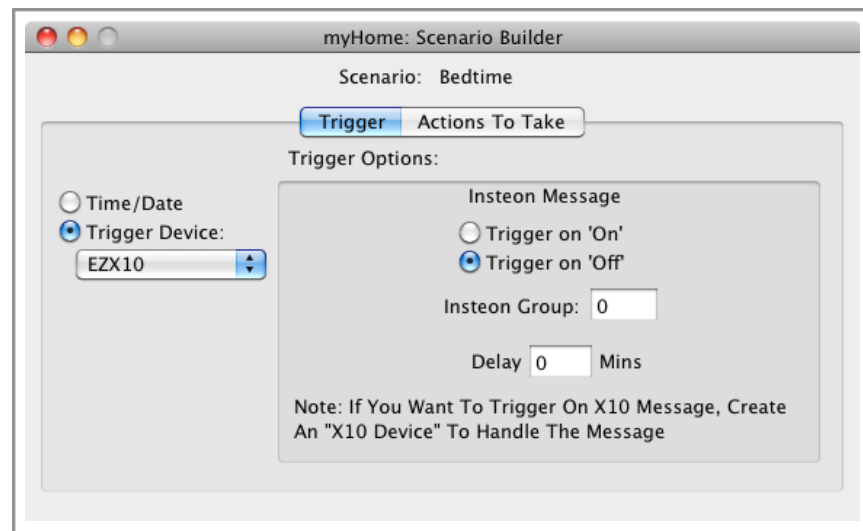 myHome: Scenario Builder
Scenario: Bedtime
Trigger
Actions To Take
Trigger Options:
Time/Date
Trigger Device:
EZX10
Insteon Message
Trigger on 'On'
Trigger on 'Off'
Insteon Group: 0
Delay 0 Mins
Note: If You Want To Trigger On X10 Message, Create
An "X10 Device" To Handle The Message